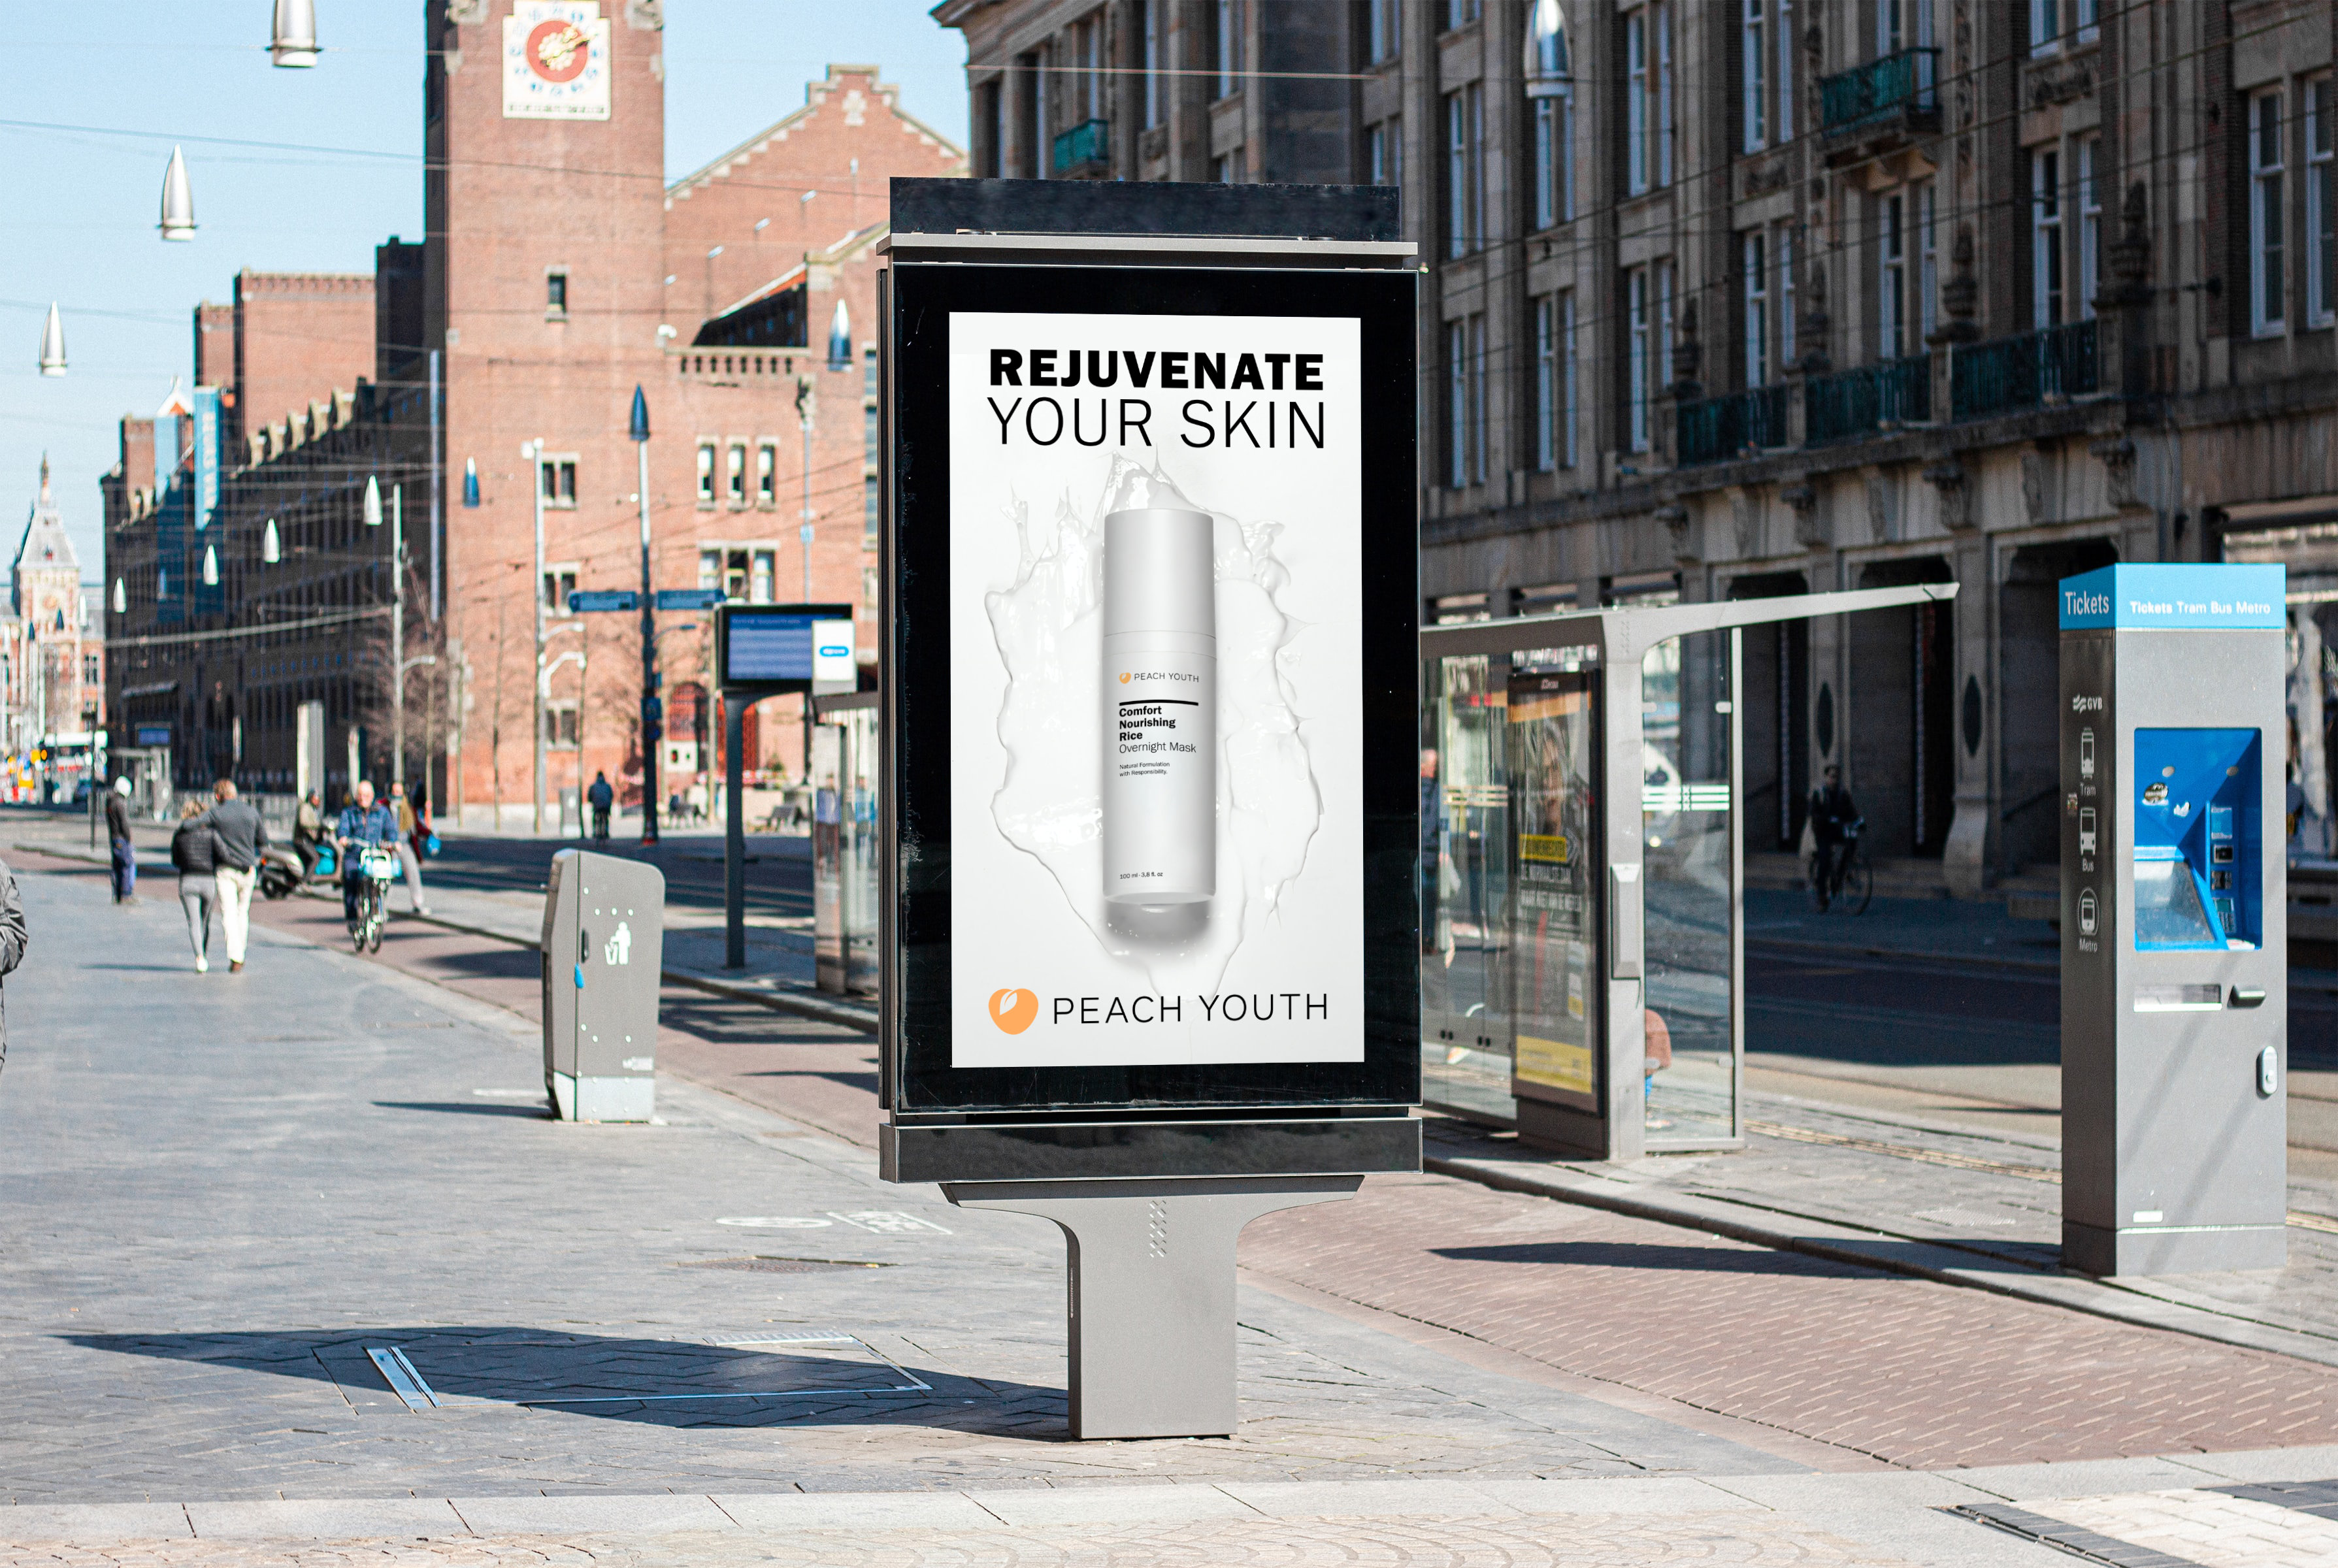 REJUVENATE
YOUR SKIN
PEACH YOUTH
Comfort
Nourishing
Rice
Overnight Mask
Natural Formulation
with Responsibility.
100 ml - 3.8 fl. oz
PEACH YOUTH
Tickets
Tickets Tram Bus Metro
GVB
Tram
Bus
Metro